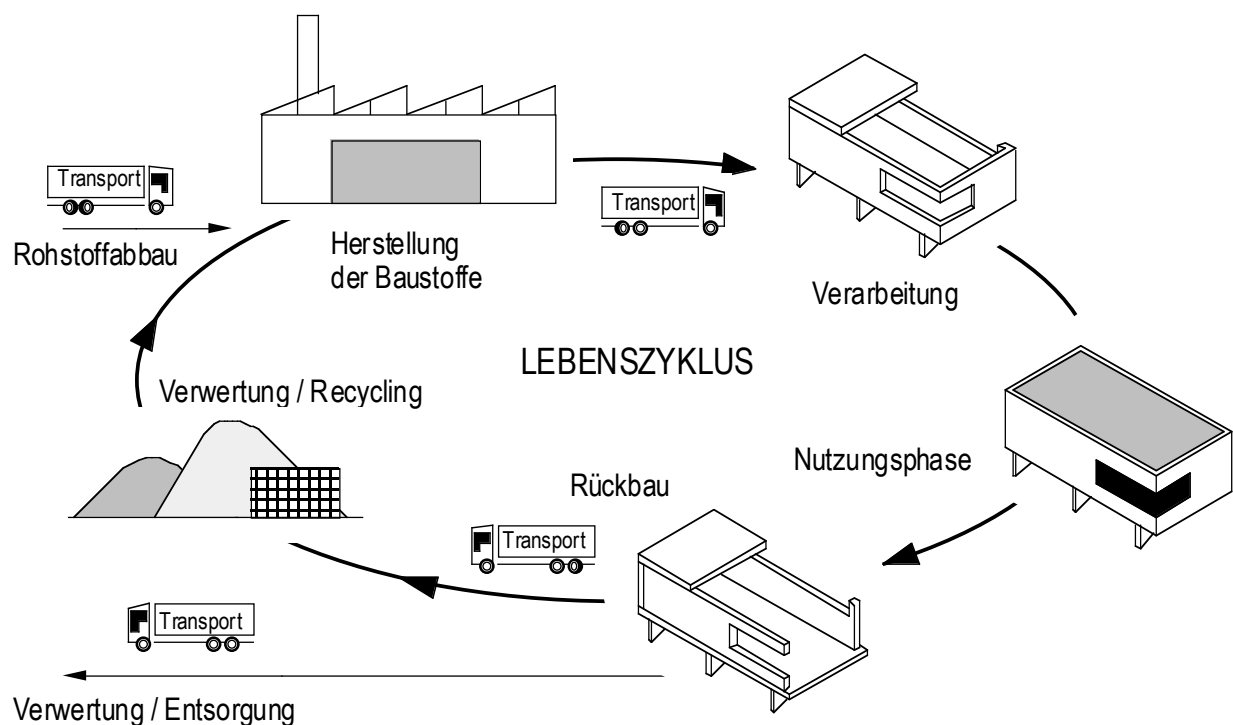 Transport
Rohstoffabbau
Herstellung
der Baustoffe
Transport
Verarbeitung
LEBENSZYKLUS
Verwertung / Recycling
Nutzungsphase
Rückbau
Transport
Transport
Verwertung / Entsorgung